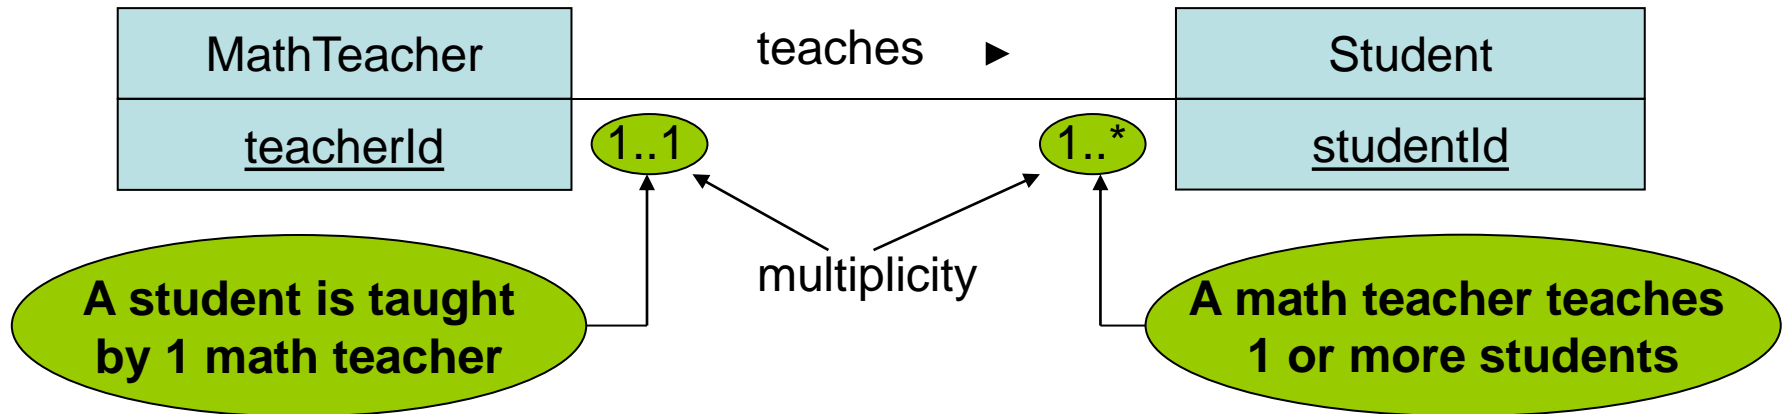 MathTeacher
teaches ►
Student
teacherId
1..1
1..*
studentId
multiplicity
A student is taught
by 1 math teacher
A math teacher teaches
1 or more students